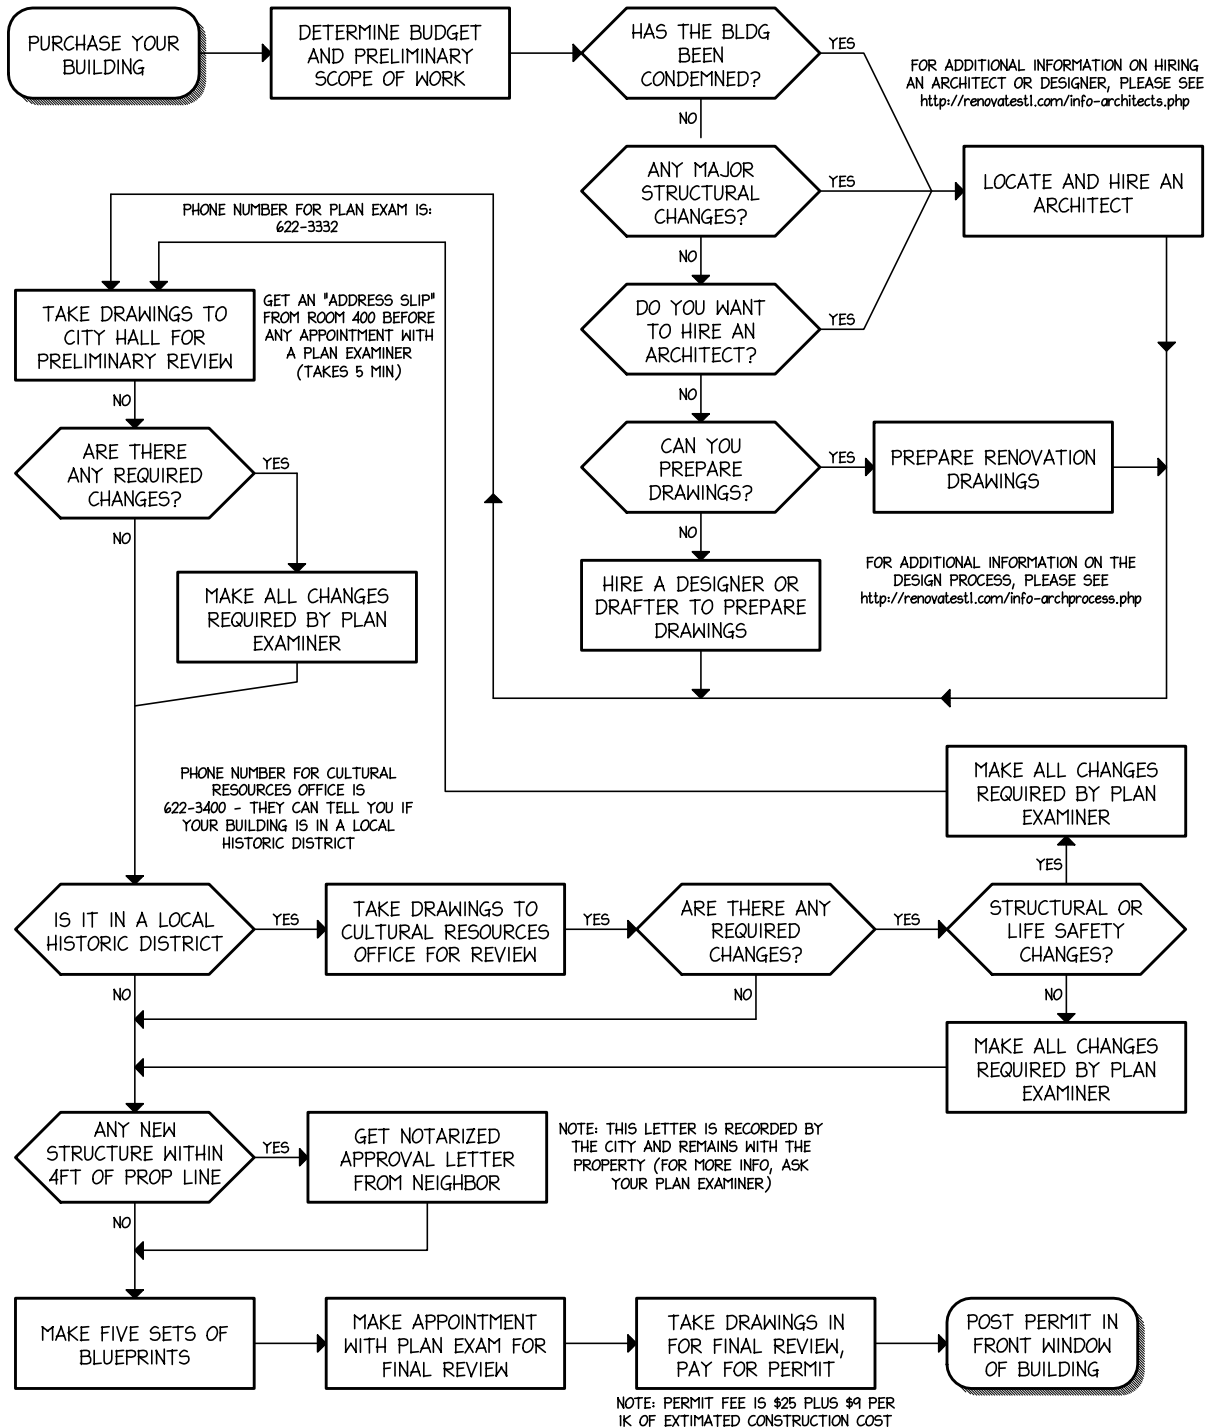 PURCHASE YOUR
BUILDING
DETERMINE BUDGET
AND PRELIMINARY
SCOPE OF WORK
HAS THE BLDG
BEEN
CONDEMNED?
YES
NO
FOR ADDITIONAL INFORMATION ON HIRING
AN ARCHITECT OR DESIGNER, PLEASE SEE
http://renovatestl.com/info-architects.php
ANY MAJOR
STRUCTURAL
CHANGES?
YES
NO
LOCATE AND HIRE AN
ARCHITECT
PHONE NUMBER FOR PLAN EXAM IS:
622-3332
DO YOU WANT
TO HIRE AN
ARCHITECT?
YES
NO
TAKE DRAWINGS TO
CITY HALL FOR
PRELIMINARY REVIEW
NO
GET AN "ADDRESS SLIP"
FROM ROOM 400 BEFORE
ANY APPOINTMENT WITH
A PLAN EXAMINER
(TAKES 5 MIN)
CAN YOU
PREPARE
DRAWINGS?
YES
NO
PREPARE RENOVATION
DRAWINGS
ARE THERE
ANY REQUIRED
CHANGES?
YES
NO
HIRE A DESIGNER OR
DRAFTER TO PREPARE
DRAWINGS
FOR ADDITIONAL INFORMATION ON THE
DESIGN PROCESS, PLEASE SEE
http://renovatestl.com/info-archprocess.php
MAKE ALL CHANGES
REQUIRED BY PLAN
EXAMINER
PHONE NUMBER FOR CULTURAL
RESOURCES OFFICE IS
622-3400 - THEY CAN TELL YOU IF
YOUR BUILDING IS IN A LOCAL
HISTORIC DISTRICT
MAKE ALL CHANGES
REQUIRED BY PLAN
EXAMINER
YES
IS IT IN A LOCAL
HISTORIC DISTRICT
YES
NO
TAKE DRAWINGS TO
CULTURAL RESOURCES
OFFICE FOR REVIEW
YES
ARE THERE ANY
REQUIRED
CHANGES?
YES
NO
STRUCTURAL OR
LIFE SAFETY
CHANGES?
NO
MAKE ALL CHANGES
REQUIRED BY PLAN
EXAMINER
ANY NEW
STRUCTURE WITHIN
4FT OF PROP LINE
YES
NO
GET NOTARIZED
APPROVAL LETTER
FROM NEIGHBOR
NOTE: THIS LETTER IS RECORDED BY
THE CITY AND REMAINS WITH THE
PROPERTY (FOR MORE INFO, ASK
YOUR PLAN EXAMINER)
MAKE FIVE SETS OF
BLUEPRINTS
MAKE APPOINTMENT
WITH PLAN EXAM FOR
FINAL REVIEW
TAKE DRAWINGS IN
FOR FINAL REVIEW,
PAY FOR PERMIT
POST PERMIT IN
FRONT WINDOW
OF BUILDING
NOTE: PERMIT FEE IS $25 PLUS $9 PER
1K OF EXTIMATED CONSTRUCTION COST